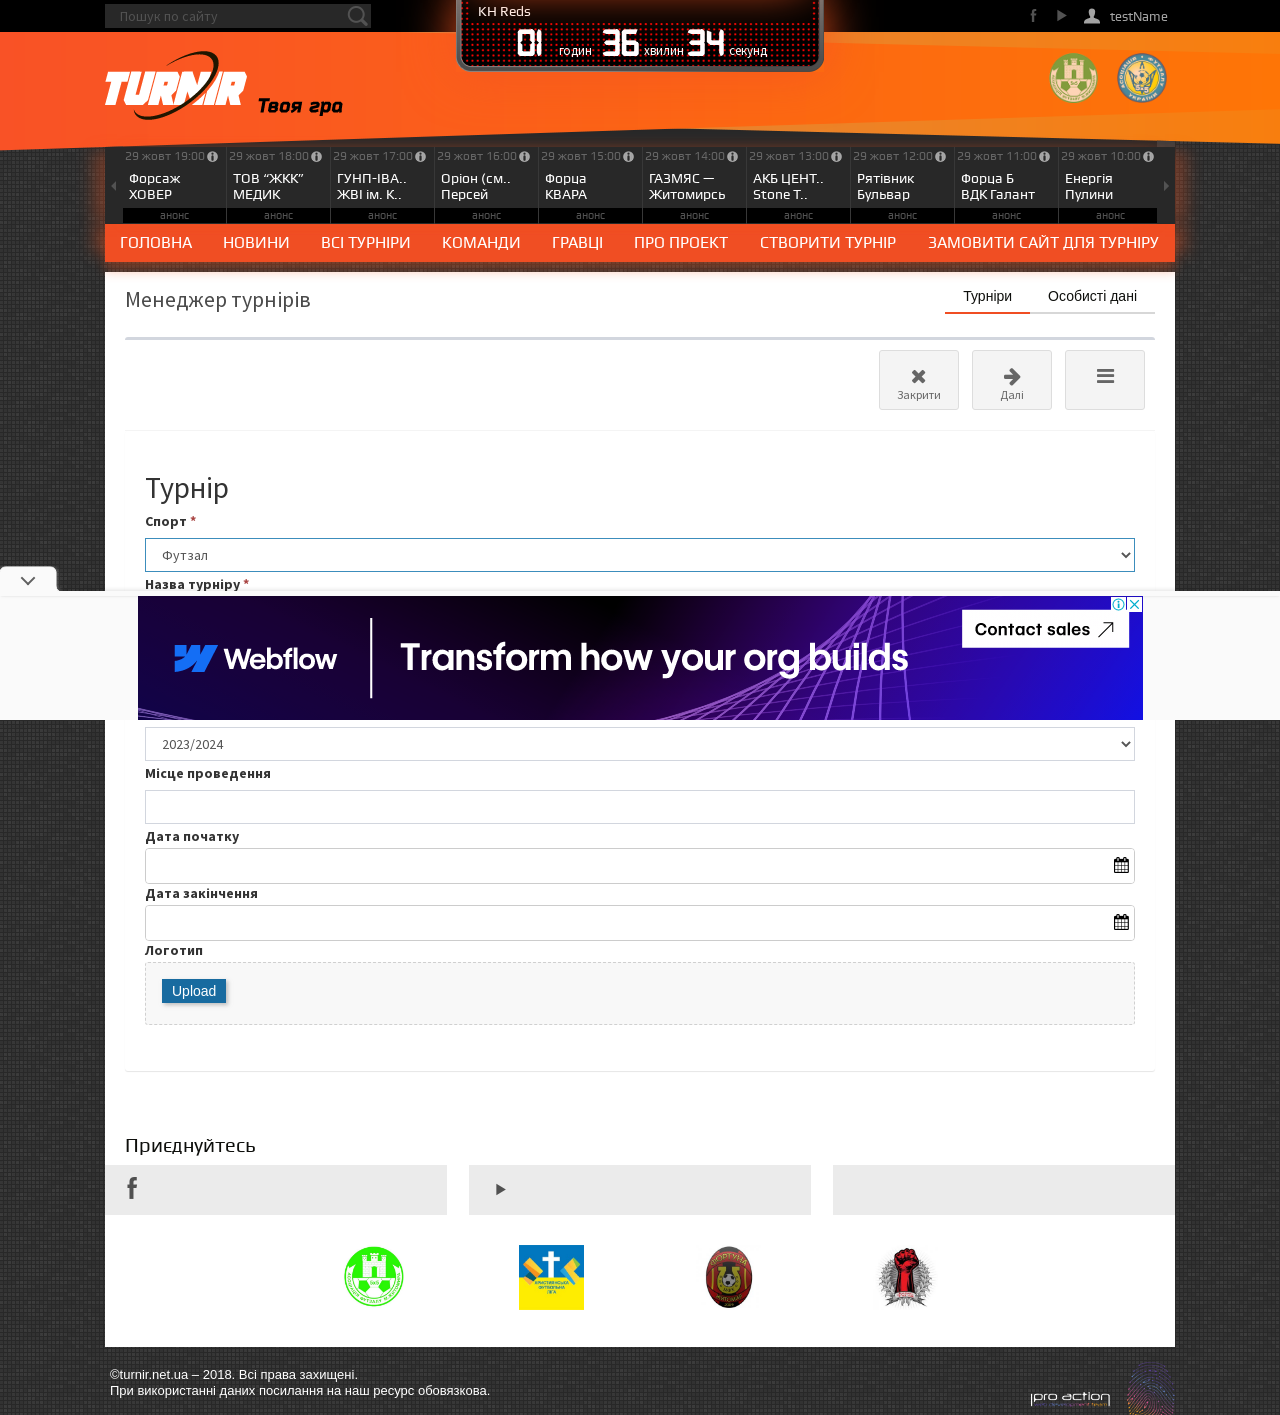 Пошук по сайту
KH Reds
01 годин 36 хвилин 34 секунд
testName
TURNIR
Твоя гра
29 жовт 19:00 29 жовт 18:00 29 жовт 17:00 29 жовт 16:00 29 жовт 15:00 29 жовт 14:00 29 жовт 13:00 29 жовт 12:00 29 жовт 11:00 29 жовт 10:00
Форсаж ТОВ “ЖКК” ГУНП-ІВА.. Оріон (см.. Форца ГАЗМЯС — АКБ ЦЕНТ.. Рятівник Форца Б Енергія
ХОВЕР МЕДИК ЖВІ ім. К.. Персей КВАРА Житомирсь Stone T.. Бульвар ВДК Галант Пулини
анонс анонс анонс анонс анонс анонс анонс анонс анонс анонс
ГОЛОВНА НОВИНИ ВСІ ТУРНІРИ КОМАНДИ ГРАВЦІ ПРО ПРОЕКТ СТВОРИТИ ТУРНІР ЗАМОВИТИ САЙТ ДЛЯ ТУРНІРУ
Менеджер турнірів
Турніри Особисті дані
Закрити Далі
Турнір
Спорт *
Футзал
Назва турніру *
Webflow
Transform how your org builds
Contact sales
2023/2024
Місце проведення
Дата початку
Дата закінчення
Логотип
Upload
Приєднуйтесь
©turnir.net.ua – 2018. Всі права захищені.
При використанні даних посилання на наш ресурс обовязкова.
pro action